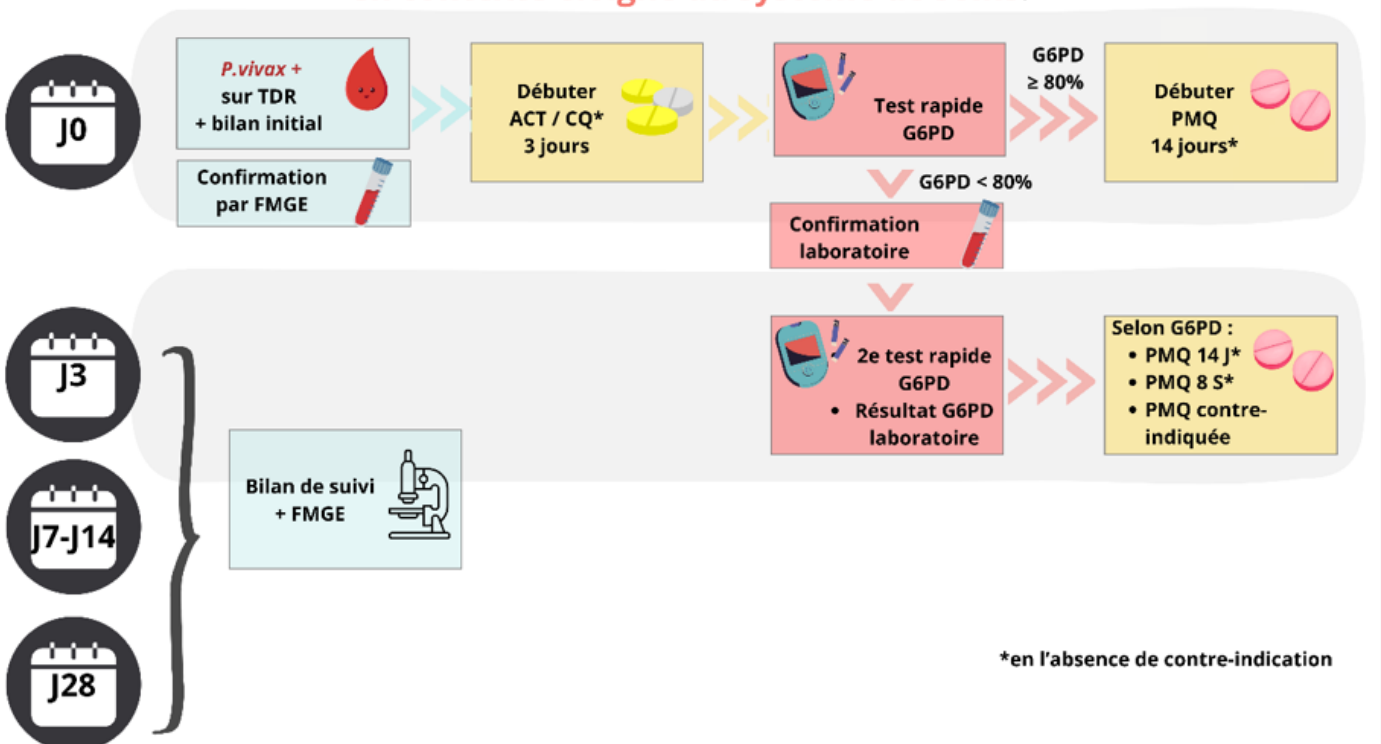 J0
P.vivax +
sur TDR
+ bilan initial
Confirmation
par FMGE
Débuter
ACT / CQ*
3 jours
Test rapide
G6PD
G6PD
≥ 80%
Débuter
PMQ
14 jours*
G6PD < 80%
Confirmation
laboratoire
J3
2e test rapide
G6PD
• Résultat G6PD
laboratoire
Selon G6PD :
• PMQ 14 J*
• PMQ 8 S*
• PMQ contre-
indiquée
J7-J14
Bilan de suivi
+ FMGE
J28
*en l'absence de contre-indication